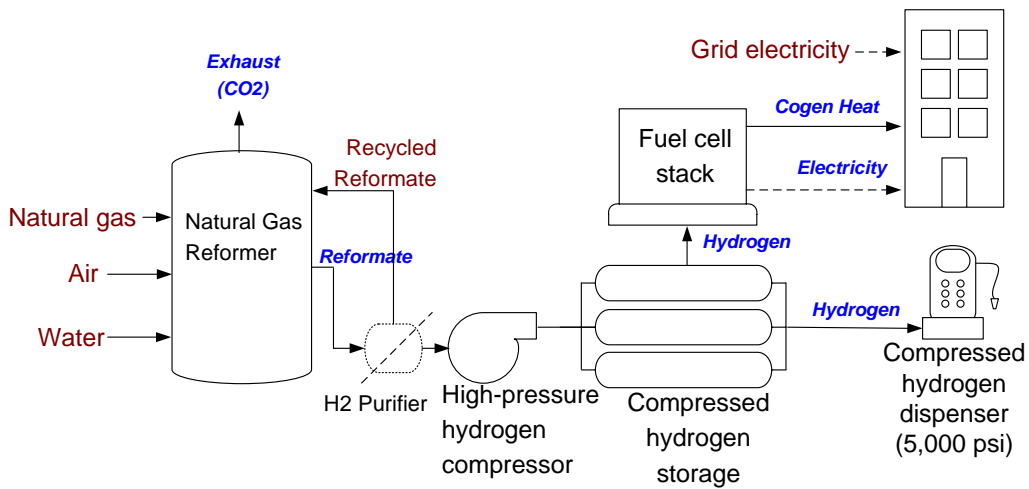 Exhaust
(CO2)
Grid electricity
Cogen Heat
Fuel cell
stack
Electricity
Recycled
Reformate
Natural gas
Natural Gas
Reformer
Reformate
Hydrogen
Air
Hydrogen
Water
H2 Purifier
High-pressure
hydrogen
compressor
Compressed
hydrogen
storage
Compressed
hydrogen
dispenser
(5,000 psi)